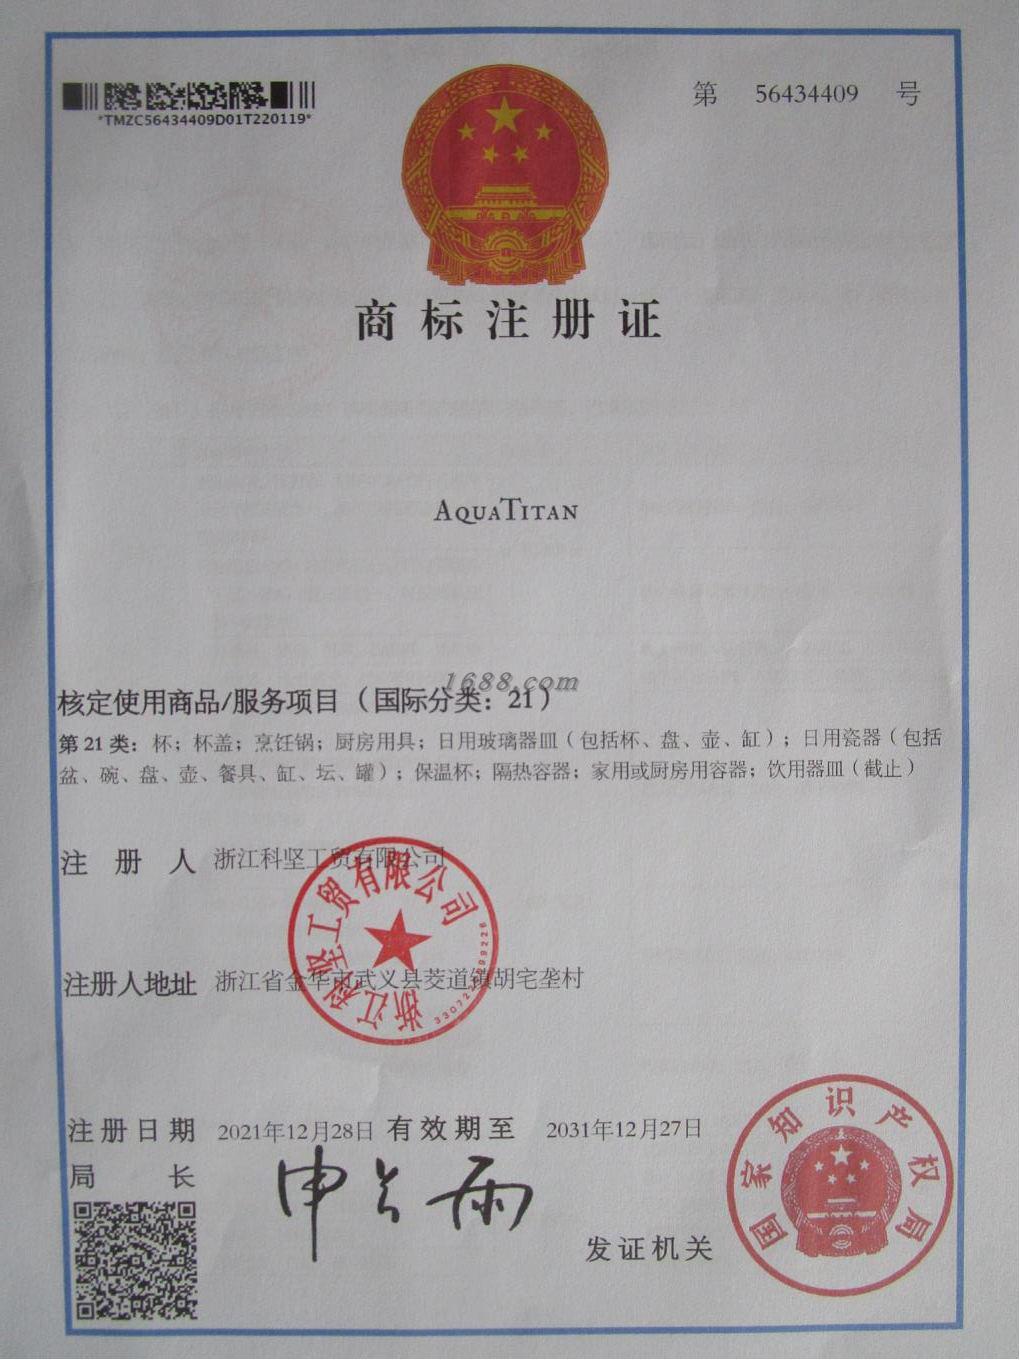 *TMZC56434409D01T220119*
第 56434409 号
商标注册证
AQUATITAN
1688.com
核定使用商品/服务项目（国际分类：21）
第 21 类：杯；杯盖；烹饪锅；厨房用具；日用玻璃器皿（包括杯、盘、壶、缸）；日用瓷器（包括
盆、碗、盘、壶、餐具、缸、坛、罐）；保温杯；隔热容器；家用或厨房用容器；饮用器皿（截止）
注册人 浙江科坚工贸有限公司
浙江科坚工贸有限公司
注册人地址 浙江省金华市武义县茭道镇胡宅垄村
注册日期 2021年12月28日 有效期至 2031年12月27日
局长 申长雨
发证机关
国家知识产权局